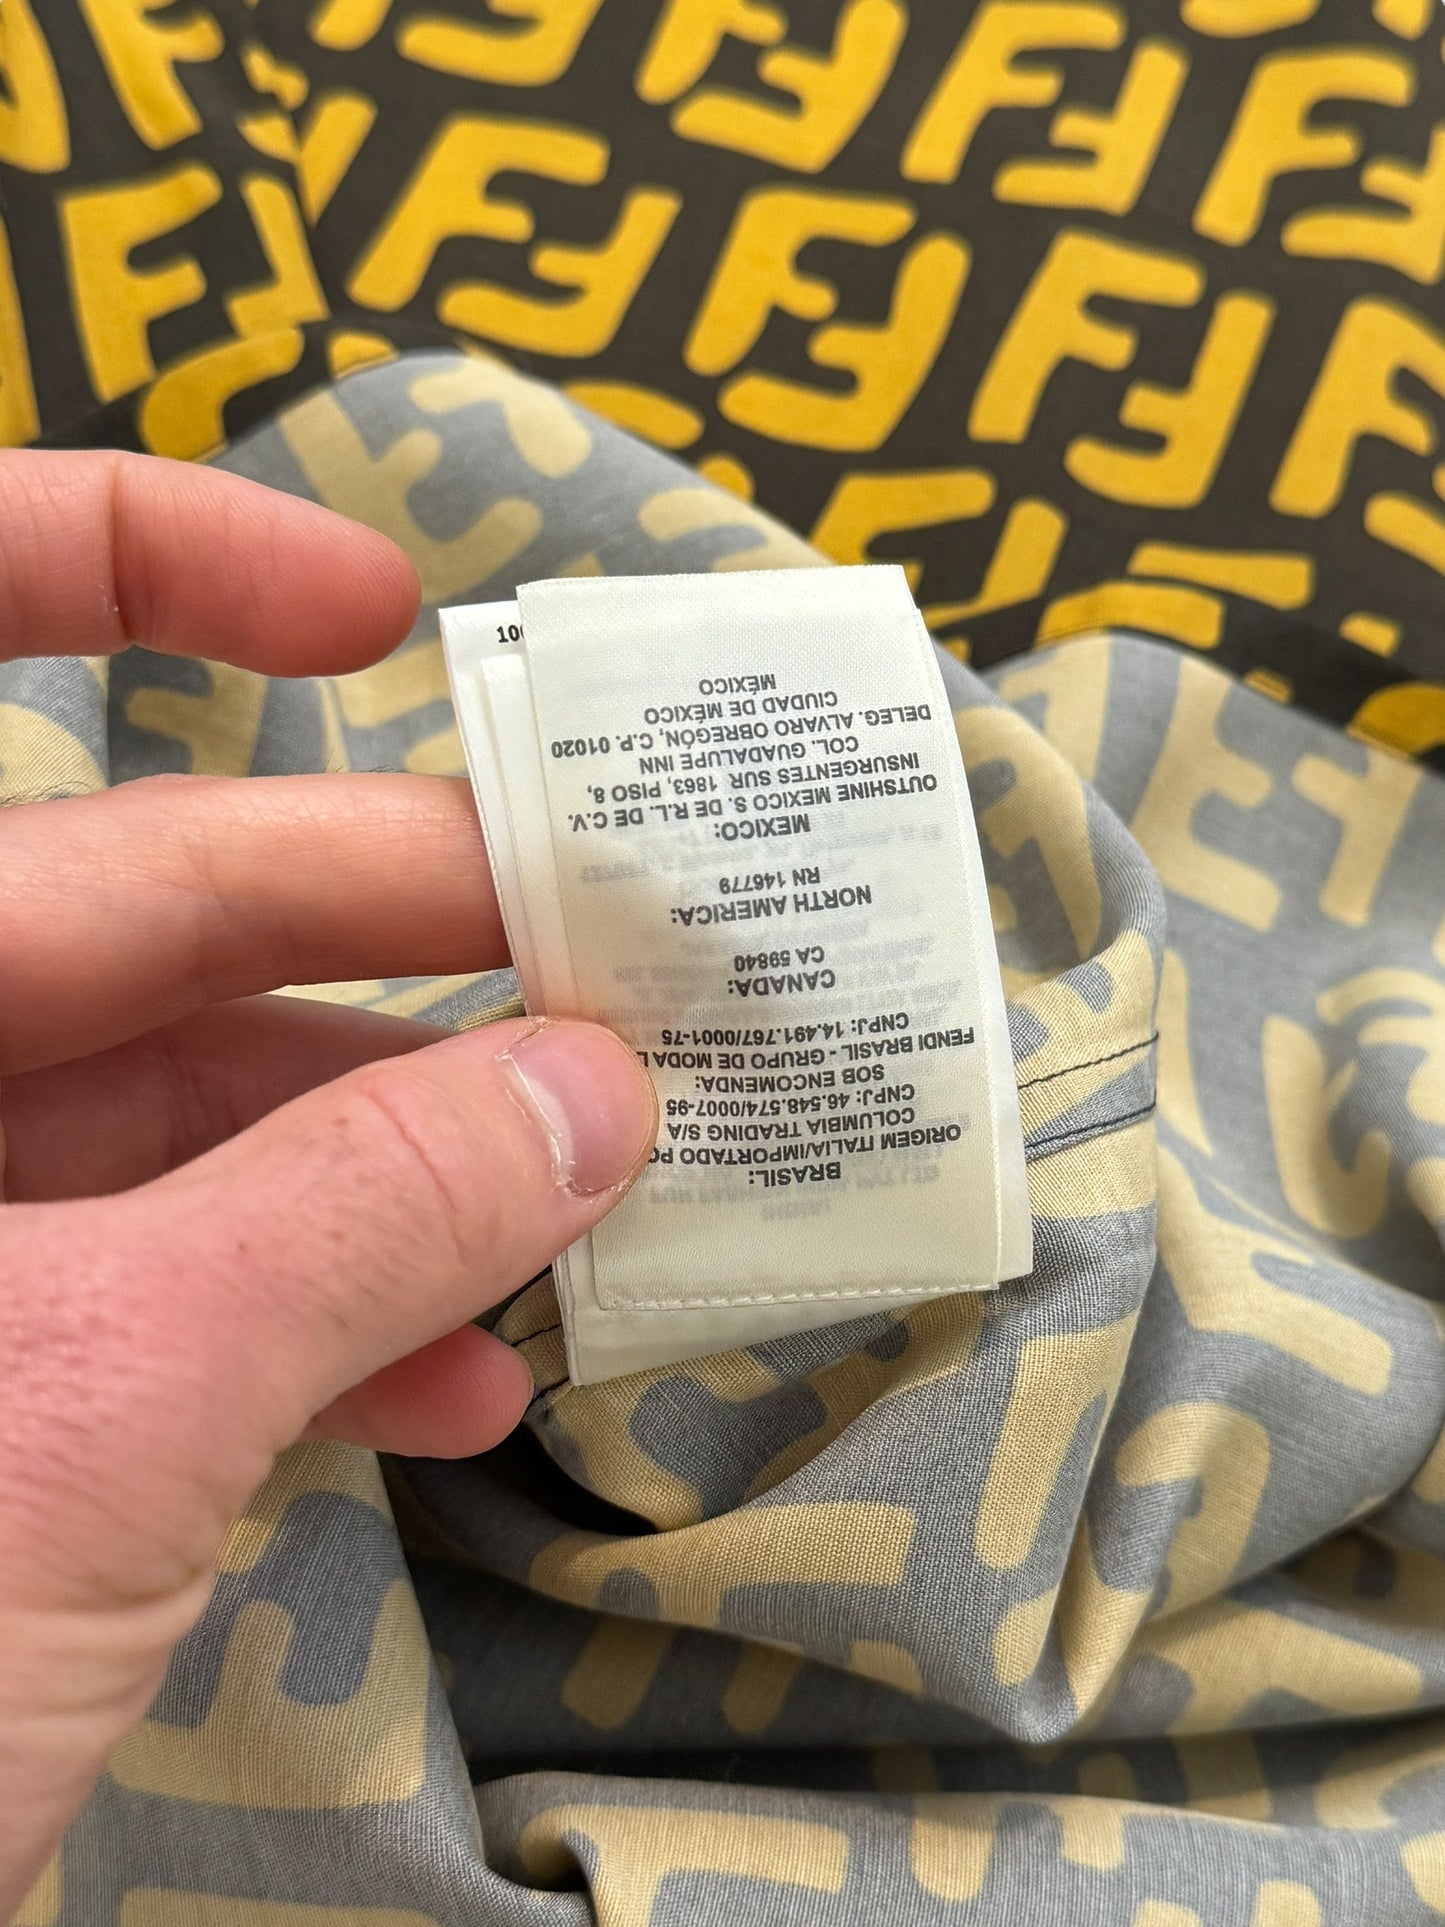 BRASIL:
ORIGEM ITALIA/IMPORTADO
COLUMBIA TRADING S/A
CNPJ: 46.548.574/0007-95
SOB ENCOMENDA:
FENDI BRASIL - GRUPO DE MODA
CNPJ: 14.491.767/0001-75
CANADA:
CA 59840
NORTH AMERICA:
RN 146779
MEXICO:
OUTSHINE MEXICO S. DE R.L. DE C.V.
INSURGENTES SUR 1863, PISO 8,
COL. GUADALUPE INN
DELEG. ALVARO OBREGÓN, C.P. 01020
CIUDAD DE MÉXICO
MÉXICO